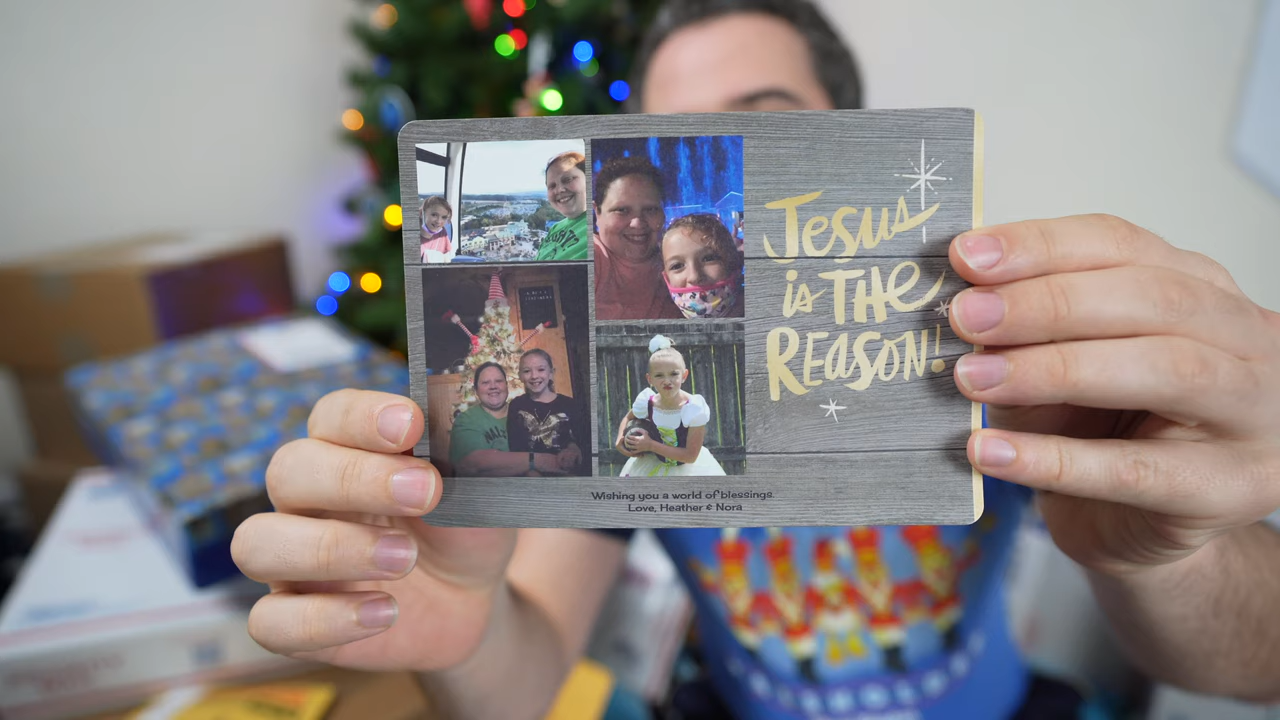 Jesus
is THE
REASON!
Wishing you a world of blessings.
Love, Heather & Nora